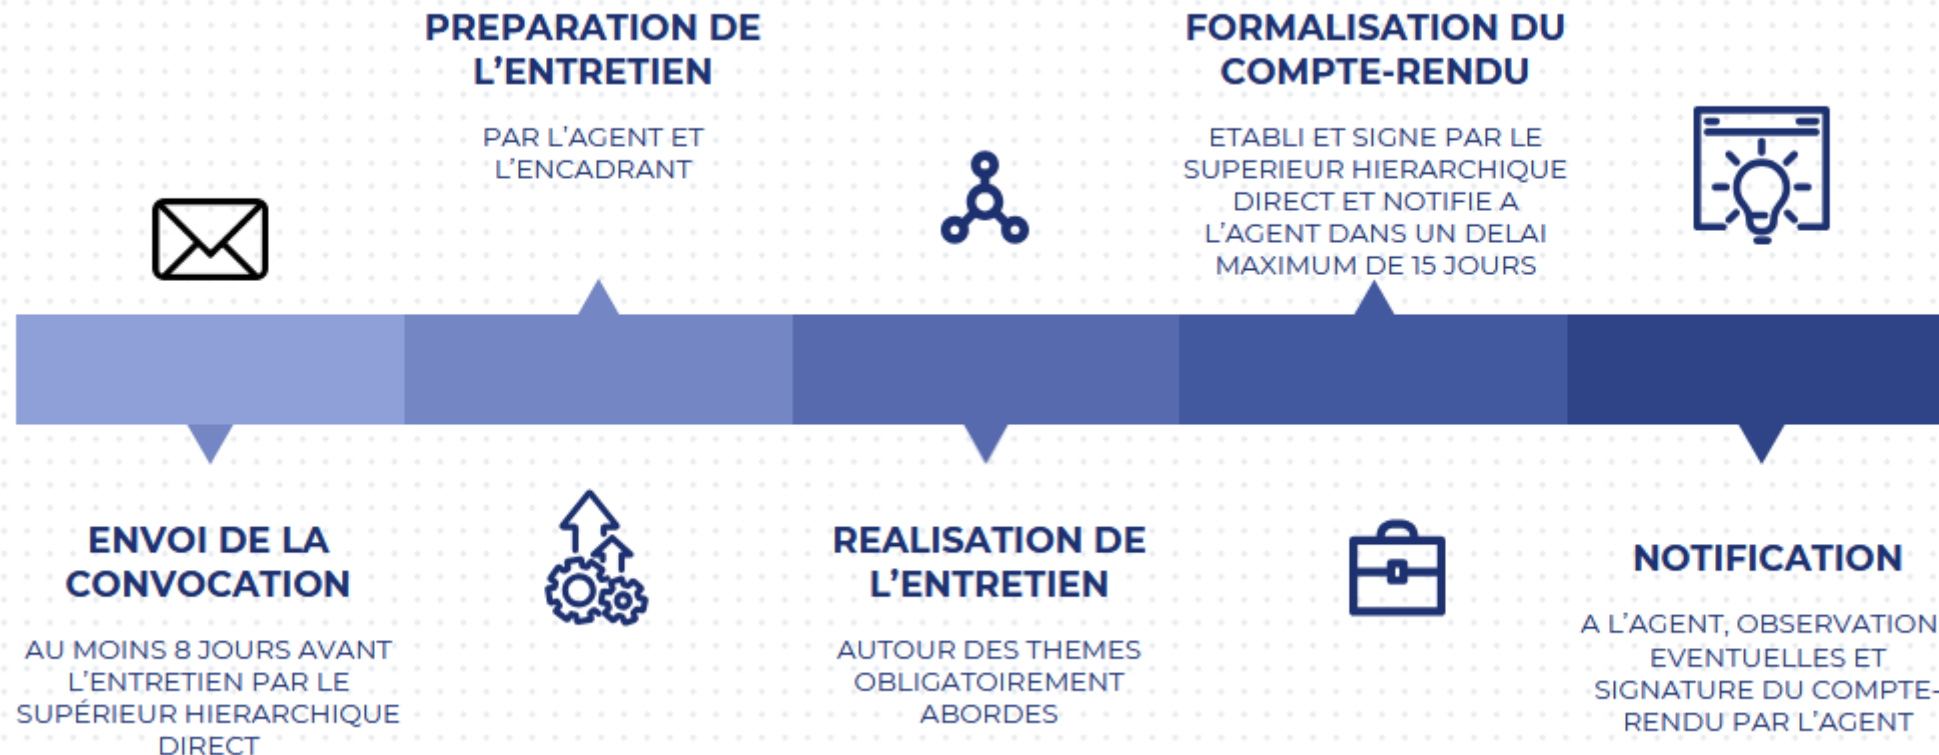 ENVOI DE LA
CONVOCATION
AU MOINS 8 JOURS AVANT
L'ENTRETIEN PAR LE
SUPÉRIEUR HIERARCHIQUE
DIRECT
PREPARATION DE
L'ENTRETIEN
PAR L'AGENT ET
L'ENCADRANT
REALISATION DE
L'ENTRETIEN
AUTOUR DES THEMES
OBLIGATOIREMENT
ABORDES
FORMALISATION DU
COMPTE-RENDU
ETABLI ET SIGNE PAR LE
SUPERIEUR HIERARCHIQUE
DIRECT ET NOTIFIE A
L'AGENT DANS UN DELAI
MAXIMUM DE 15 JOURS
NOTIFICATION
A L'AGENT, OBSERVATION
EVENTUELLES ET
SIGNATURE DU COMPTE-
RENDU PAR L'AGENT